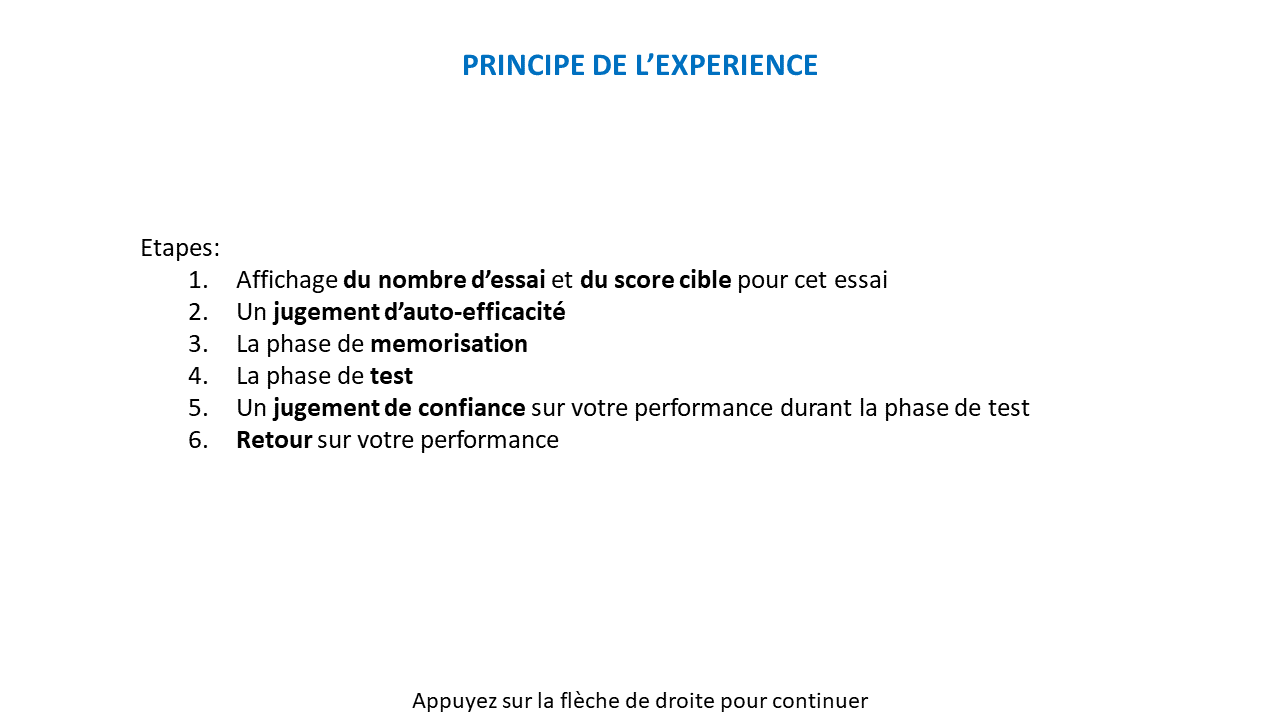 PRINCIPE DE L’EXPERIENCE
Etapes:
1. Affichage du nombre d’essai et du score cible pour cet essai
2. Un jugement d’auto-efficacité
3. La phase de memorisation
4. La phase de test
5. Un jugement de confiance sur votre performance durant la phase de test
6. Retour sur votre performance
Appuyez sur la flèche de droite pour continuer